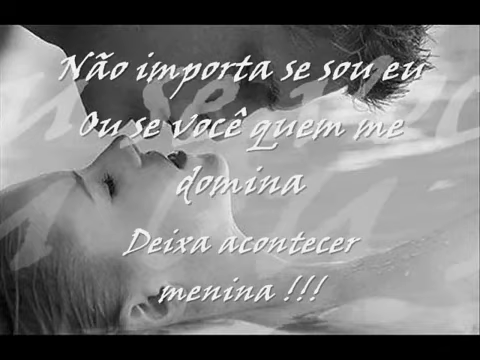 Não importa se sou eu
Ou se você quem me
domina
Deixa acontecer
menina !!!